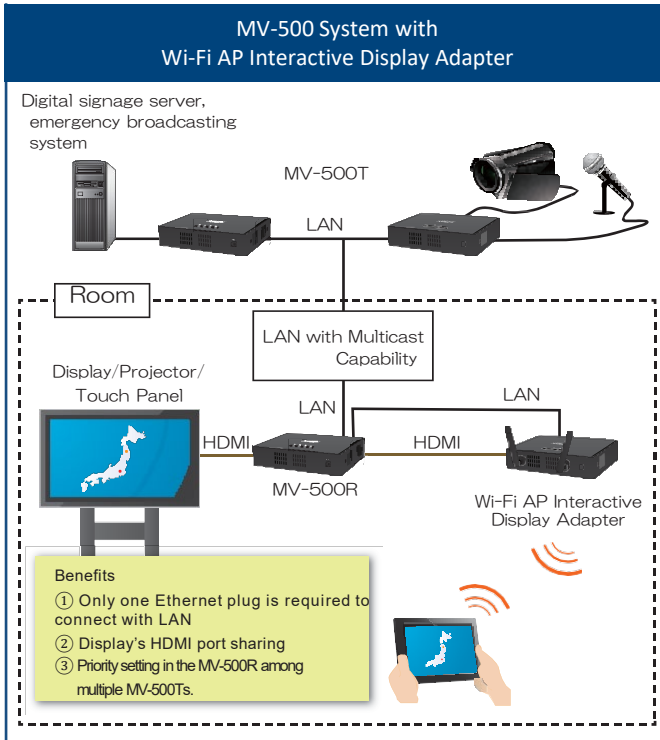 MV-500 System with
Wi-Fi AP Interactive Display Adapter
Digital signage server,
emergency broadcasting
system
MV-500T
LAN
Room
LAN with Multicast
Capability
Display/Projector/
Touch Panel
LAN
LAN
HDMI
HDMI
MV-500R
Wi-Fi AP Interactive
Display Adapter
Benefits
① Only one Ethernet plug is required to
connect with LAN
② Display's HDMI port sharing
③ Priority setting in the MV-500R among
multiple MV-500Ts.